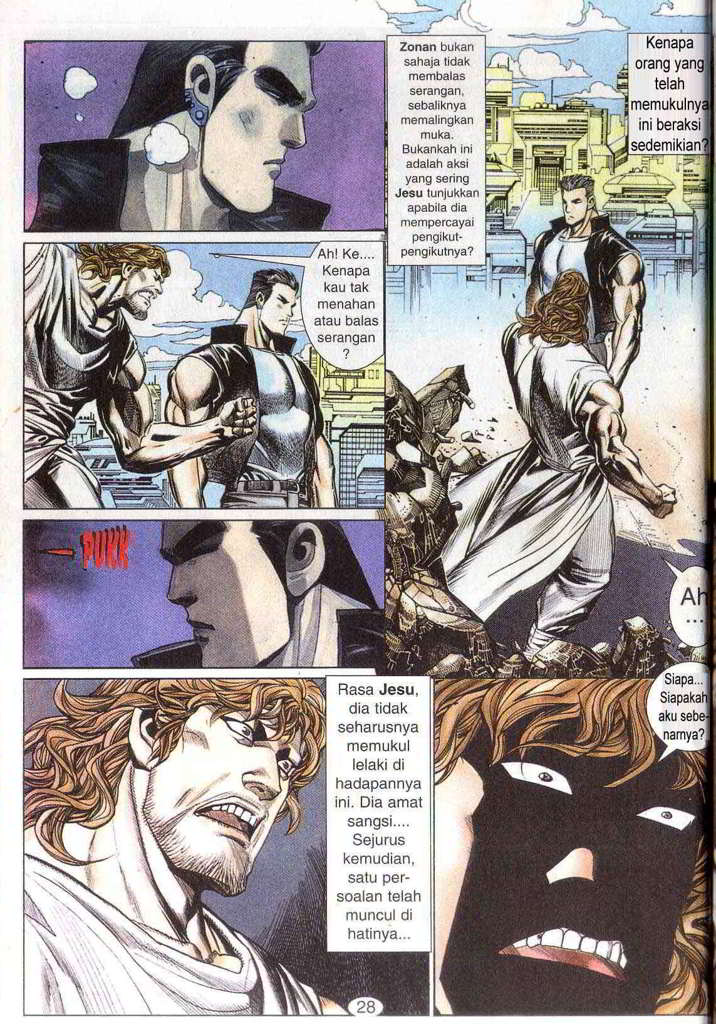 Ah! Ke....
Kenapa
kau tak
menahan
atau balas
serangan
?
PUKK
Zonan bukan
sahaja tidak
membalas
serangan,
sebaliknya
memalingkan
muka.
Bukankah ini
adalah aksi
yang sering
Jesu tunjukkan
apabila dia
mempercayai
pengikut-
pengikutnya?
Kenapa
orang yang
telah
memukulnya
ini beraksi
sedemikian?
Ah
....
Rasa Jesu,
dia tidak
seharusnya
memukul
lelaki di
hadapannya
ini. Dia amat
sangsi....
Sejurus
kemudian,
satu per-
soalan telah
muncul di
hatinya...
Siapa...
Siapakah
aku sebe-
narnya?
28